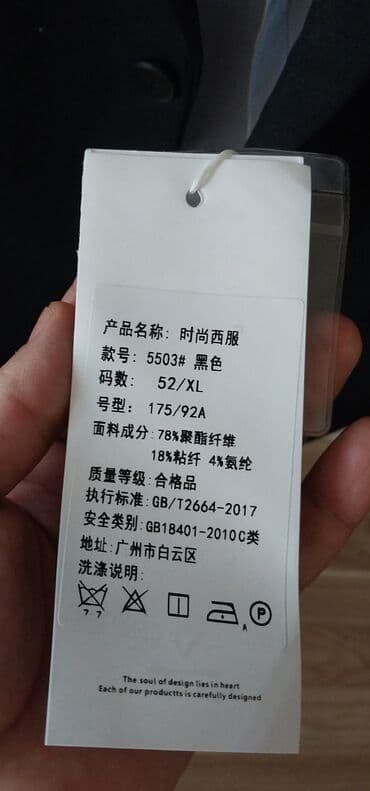 产品名称: 时尚西服
款号: 5503# 黑色
码数: 52/XL
号型: 175/92A
面料成分:78%聚酯纤维
18%粘纤 4%氨纶
质量等级:合格品
执行标准:GB/T2664-2017
安全类别:GB18401-2010C类
地址:广州市白云区
洗涤说明:
A P
The soul of design lies in heart
Each of our productts is carefully designed